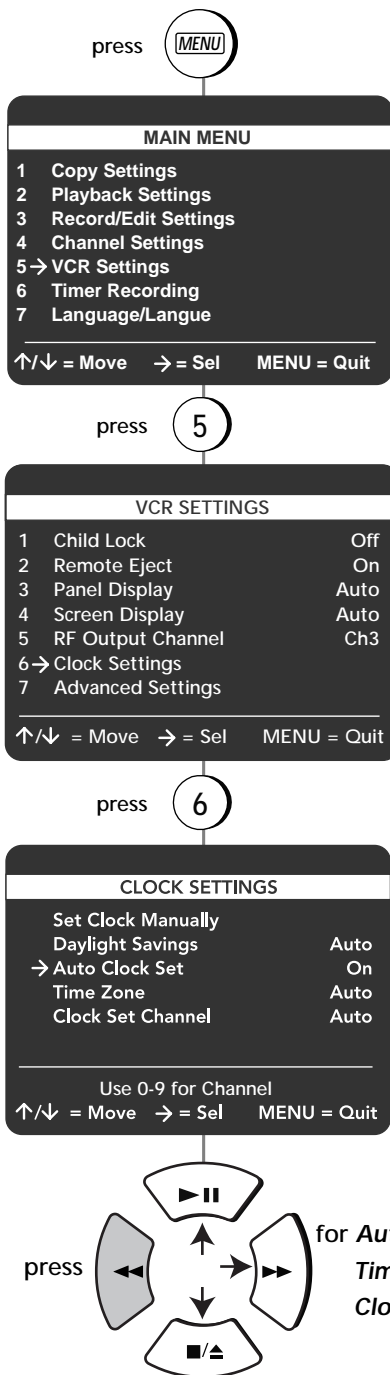 press MENU
MAIN MENU
1 Copy Settings
2 Playback Settings
3 Record/Edit Settings
4 Channel Settings
5→ VCR Settings
6 Timer Recording
7 Language/Langue
↑/↓ = Move → = Sel MENU = Quit
press 5
VCR SETTINGS
1 Child Lock Off
2 Remote Eject On
3 Panel Display Auto
4 Screen Display Auto
5 RF Output Channel Ch3
6→ Clock Settings
7 Advanced Settings
↑/↓ = Move → = Sel MENU = Quit
press 6
CLOCK SETTINGS
Set Clock Manually
Daylight Savings Auto
→ Auto Clock Set On
Time Zone Auto
Clock Set Channel Auto
Use 0-9 for Channel
↑/↓ = Move → = Sel MENU = Quit
for
press